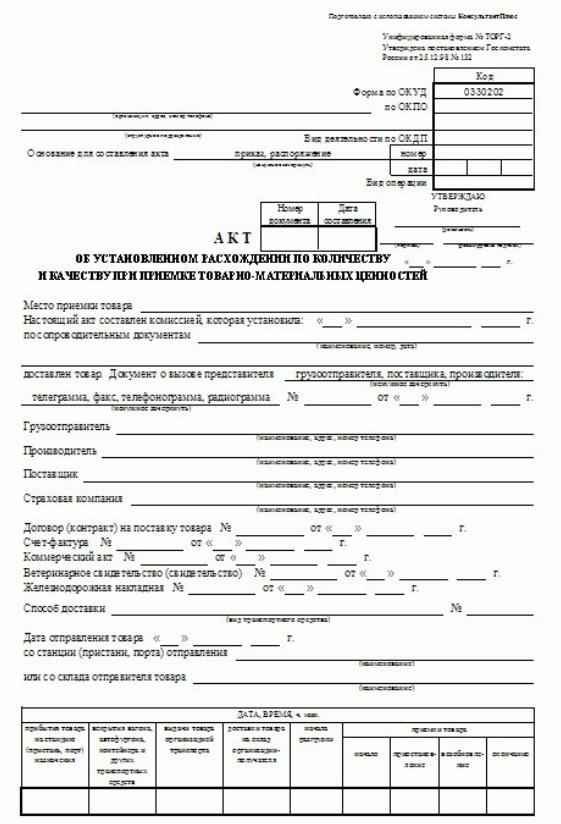 Подготовлено с использованием системы КонсультантПлюс
Унифицированная форма № ТОРГ-2
Утверждена постановлением Госкомстата
России от 25.12.98 № 132
Код
Форма по ОКУД 0330202
по ОКПО
(организация, адрес, номер телефона)
(структурное подразделение)
Вид деятельности по ОКДП
Основание для составления акта приказ, распоряжение номер
(ненужное зачеркнуть)
дата
Вид операции
УТВЕРЖДАЮ
Руководитель
(должность)
(подпись) (расшифровка подписи)
« » г.
Номер документа Дата составления
АКТ
ОБ УСТАНОВЛЕННОМ РАСХОЖДЕНИИ ПО КОЛИЧЕСТВУ
И КАЧЕСТВУ ПРИ ПРИЕМКЕ ТОВАРНО-МАТЕРИАЛЬНЫХ ЦЕННОСТЕЙ
Место приемки товара
Настоящий акт составлен комиссией, которая установила: « » г.
по сопроводительным документам
(наименование, номер, дата)
доставлен товар. Документ о вызове представителя грузоотправителя, поставщика, производителя:
(ненужное зачеркнуть)
телеграмма, факс, телефонограмма, радиограмма № от « » г.
(ненужное зачеркнуть)
Грузоотправитель
(наименование, адрес, номер телефона)
Производитель
(наименование, адрес, номер телефона)
Поставщик
(наименование, адрес, номер телефона)
Страховая компания
(наименование, адрес, номер телефона)
Договор (контракт) на поставку товара № от « » г.
Счет-фактура № от « » г.
Коммерческий акт № от « » г.
Ветеринарное свидетельство (свидетельство) № от « » г.
Железнодорожная накладная № от « » г.
Способ доставки №
(вид транспортного средства)
Дата отправления товара « » г.
со станции (пристани, порта) отправления
(наименование)
или со склада отправителя товара
(наименование)
ДАТА, ВРЕМЯ, ч. мин.
прибытия товара на станцию (пристань, порт) назначения
вскрытия вагона, автофургона, контейнера и других транспортных средств
выдачи товара организацией транспорта
доставки товара на склад организации-получателя
начала разгрузки
приемки товара
начало
приостанов-ление
возобновле-ние
окончание